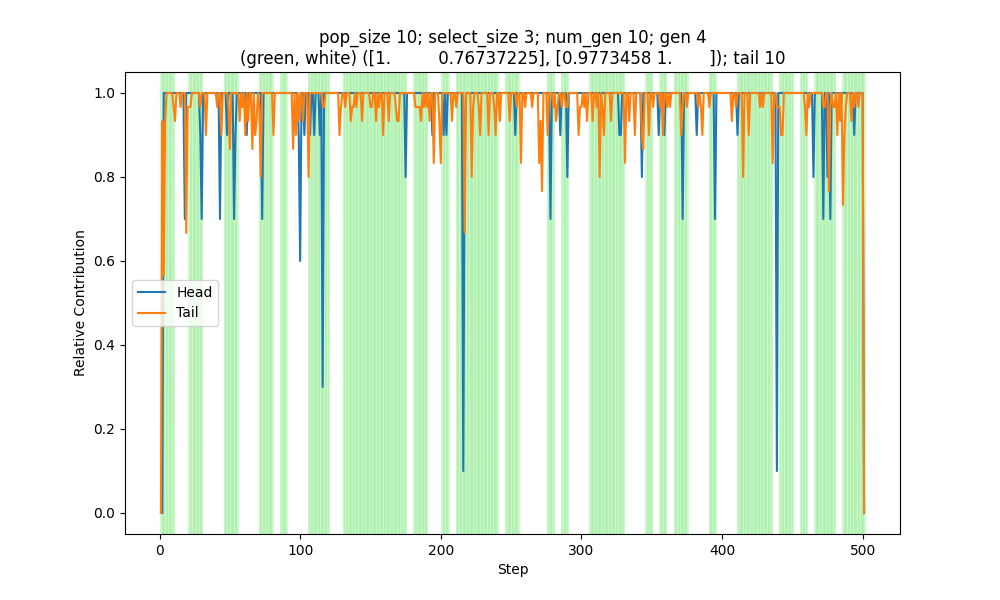 pop_size 10; select_size 3; num_gen 10; gen 4
(green, white) ([1.          0.76737225], [0.9773458 1.        ]); tail 10
1.0
0.8
0.6
0.4
0.2
0.0
Relative Contribution
Head
Tail
0
100
200
300
400
500
Step